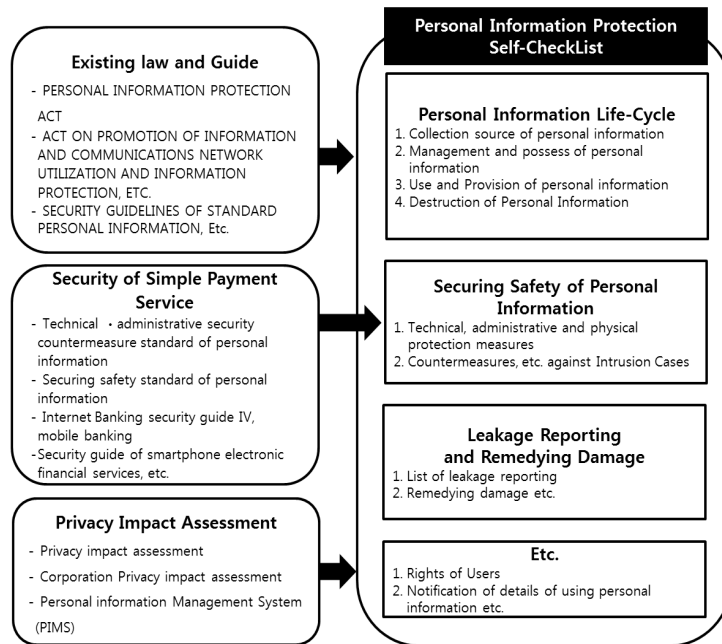 Existing law and Guide
- PERSONAL INFORMATION PROTECTION
ACT
- ACT ON PROMOTION OF INFORMATION
AND COMMUNICATIONS NETWORK
UTILIZATION AND INFORMATION
PROTECTION, ETC.
- SECURITY GUIDELINES OF STANDARD
PERSONAL INFORMATION, Etc.
Security of Simple Payment
Service
- Technical · administrative security
countermeasure standard of personal
information
- Securing safety standard of personal
information
- Internet Banking security guide IV,
mobile banking
-Security guide of smartphone electronic
financial services, etc.
Privacy Impact Assessment
- Privacy impact assessment
- Corporation Privacy impact assessment
- Personal information Management System
(PIMS)
Personal Information Protection
Self-CheckList
Personal Information Life-Cycle
1. Collection source of personal information
2. Management and possess of personal
information
3. Use and Provision of personal information
4. Destruction of Personal Information
Securing Safety of Personal
Information
1. Technical, administrative and physical
protection measures
2. Countermeasures, etc. against Intrusion Cases
Leakage Reporting
and Remedying Damage
1. List of leakage reporting
2. Remedying damage etc.
Etc.
1. Rights of Users
2. Notification of details of using personal
information etc.